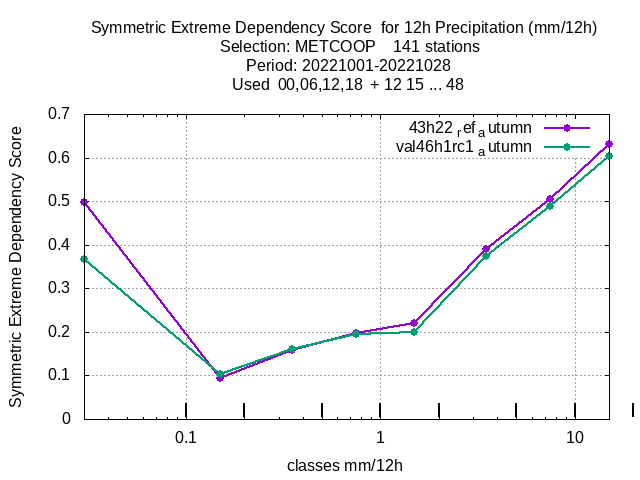 Symmetric Extreme Dependency Score  for 12h Precipitation (mm/12h)
Selection: METCOOP    141 stations
Period: 20221001-20221028
Used  00,06,12,18  + 12 15 ... 48
43h22 ref a utumn
val46h1rc1 a utumn
Symmetric Extreme Dependency Score
0.7
0.6
0.5
0.4
0.3
0.2
0.1
0
0.1 1 10
classes mm/12h